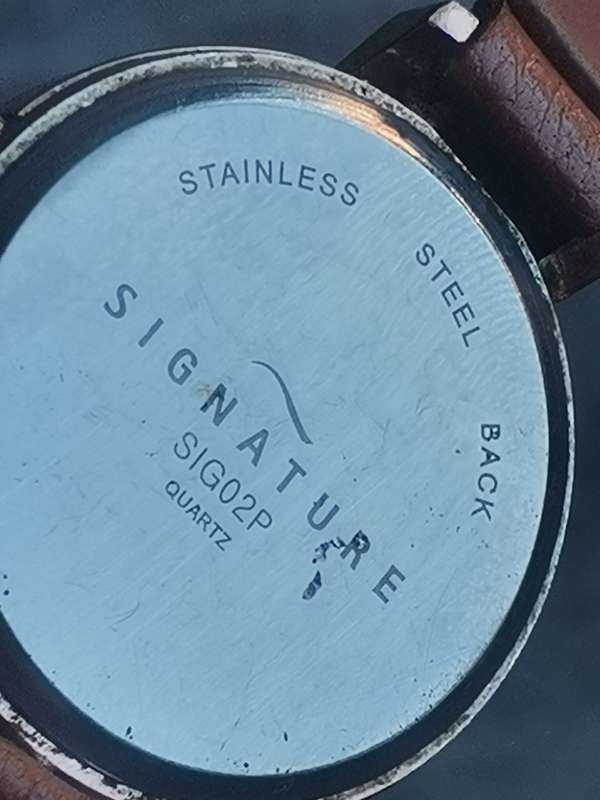 STAINLESS STEEL BACK
SIGNATURE
SIG02P
QUARTZ